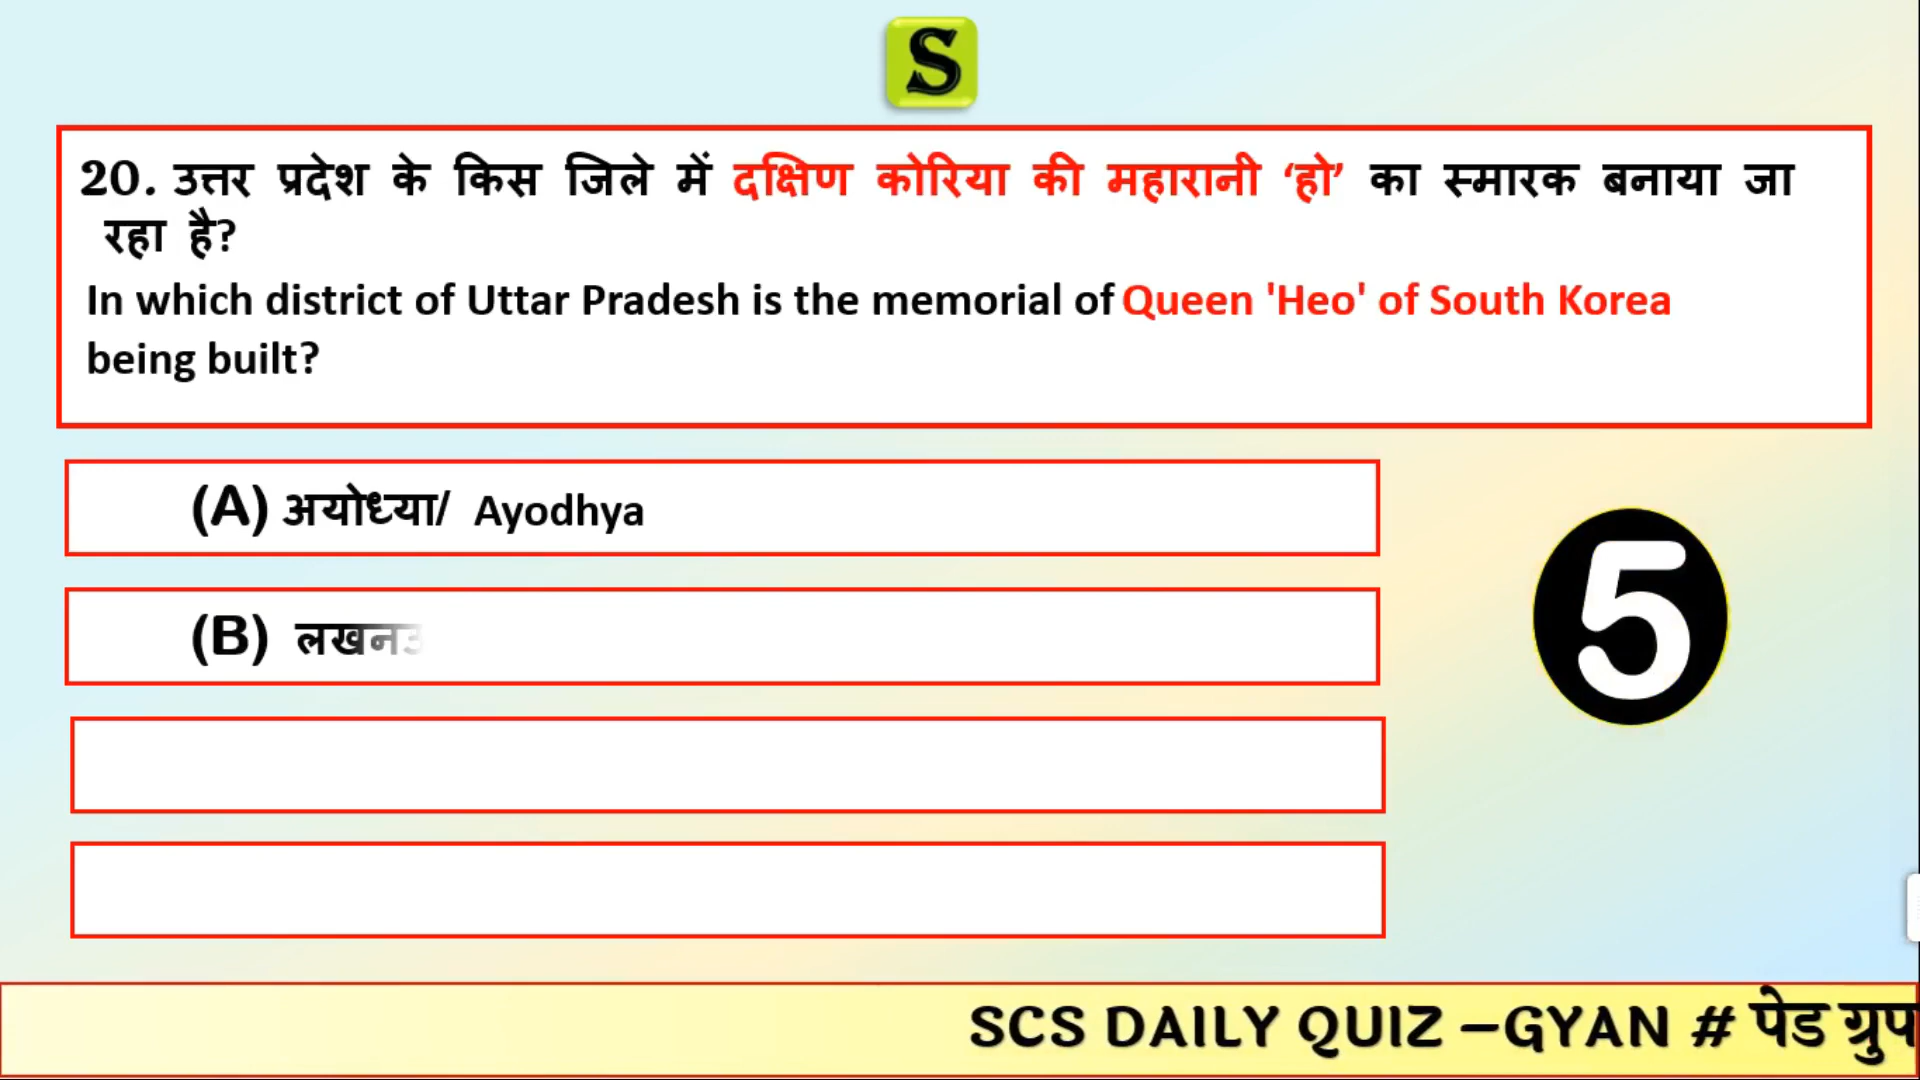 S
20. उत्तर प्रदेश के किस जिले में दक्षिण कोरिया की महारानी ‘हो’ का स्मारक बनाया जा
रहा है?
In which district of Uttar Pradesh is the memorial of Queen 'Heo' of South Korea
being built?
(A) अयोध्या/ Ayodhya
(B)
5
SCS DAILY QUIZ –GYAN # पेड ग्रुप